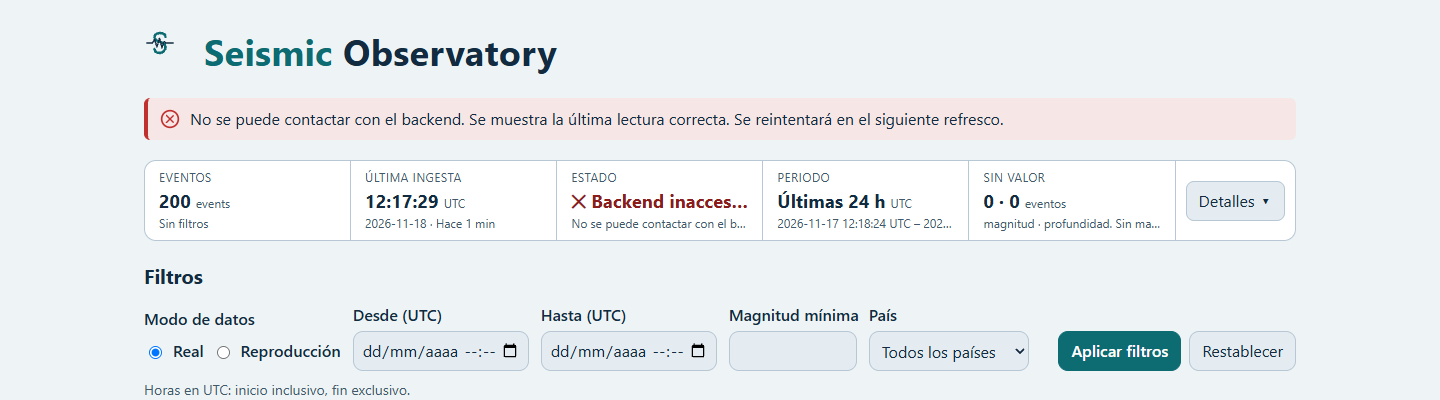 Seismic Observatory
No se puede contactar con el backend. Se muestra la última lectura correcta. Se reintentará en el siguiente refresco.
EVENTOS
200 events
Sin filtros
ÚLTIMA INGESTA
12:17:29 UTC
2026-11-18 · Hace 1 min
ESTADO
Backend inacces...
No se puede contactar con el b...
PERIODO
Últimas 24 h UTC
2026-11-17 12:18:24 UTC – 202...
SIN VALOR
0 · 0 eventos
magnitud · profundidad. Sin ma...
Detalles ▼
Filtros
Modo de datos
Real
Reproducción
Desde (UTC)
dd/mm/aaaa --:--
Hasta (UTC)
dd/mm/aaaa --:--
Magnitud mínima
País
Todos los países
Aplicar filtros
Restablecer
Horas en UTC: inicio inclusivo, fin exclusivo.